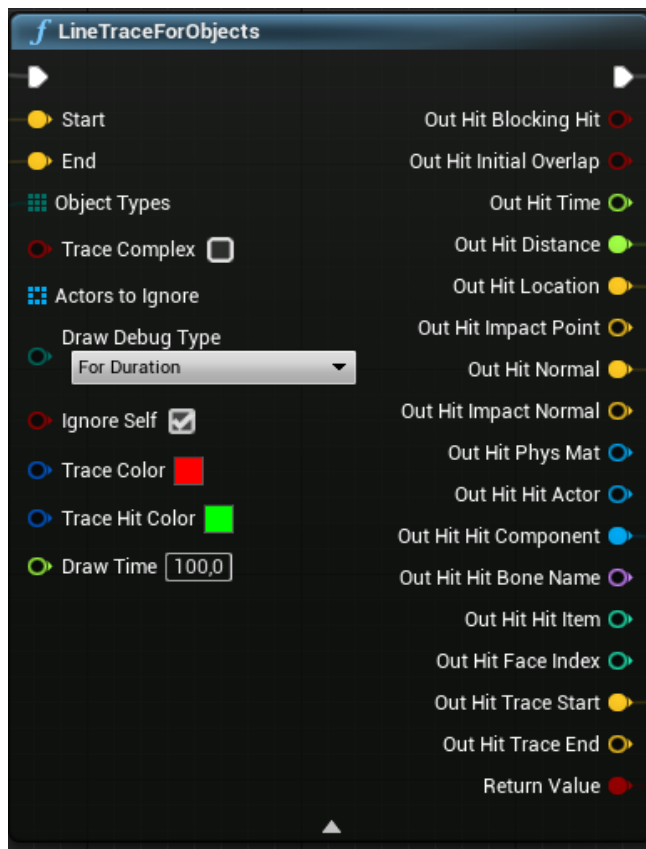 f LineTraceForObjects
Start
End
Object Types
Trace Complex
Actors to Ignore
Draw Debug Type
For Duration
Ignore Self
Trace Color
Trace Hit Color
Draw Time 100,0
Out Hit Blocking Hit
Out Hit Initial Overlap
Out Hit Time
Out Hit Distance
Out Hit Location
Out Hit Impact Point
Out Hit Normal
Out Hit Impact Normal
Out Hit Phys Mat
Out Hit Hit Actor
Out Hit Hit Component
Out Hit Hit Bone Name
Out Hit Hit Item
Out Hit Face Index
Out Hit Trace Start
Out Hit Trace End
Return Value